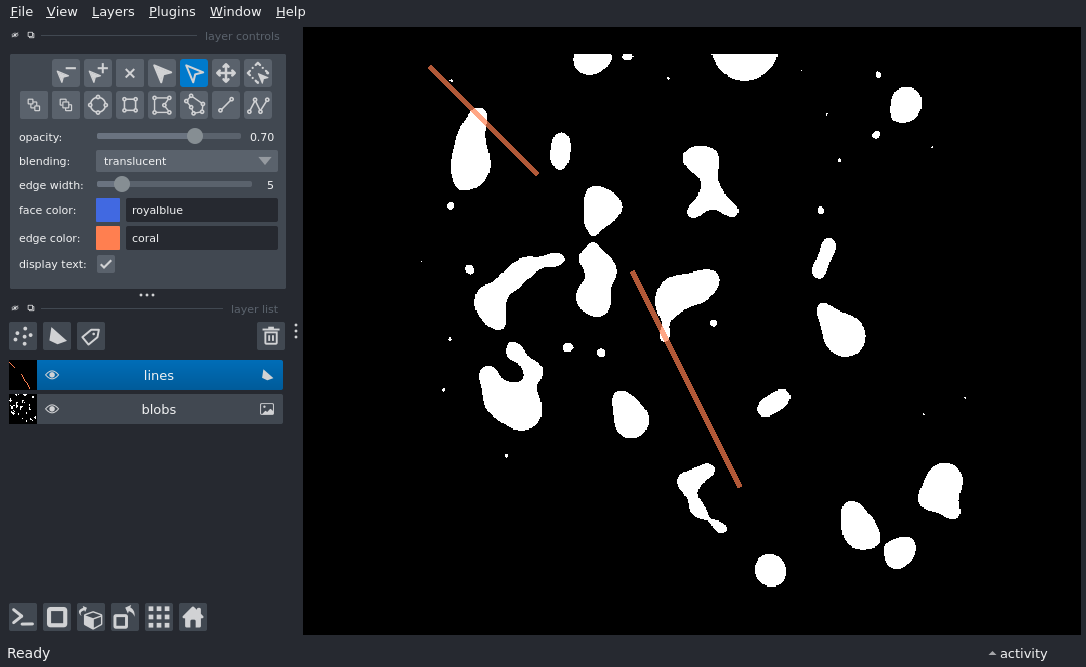 File View Layers Plugins Window Help
layer controls
opacity: 0.70
blending: translucent
edge width: 5
face color: royalblue
edge color: coral
display text:
layer list
lines
blobs
Ready
activity